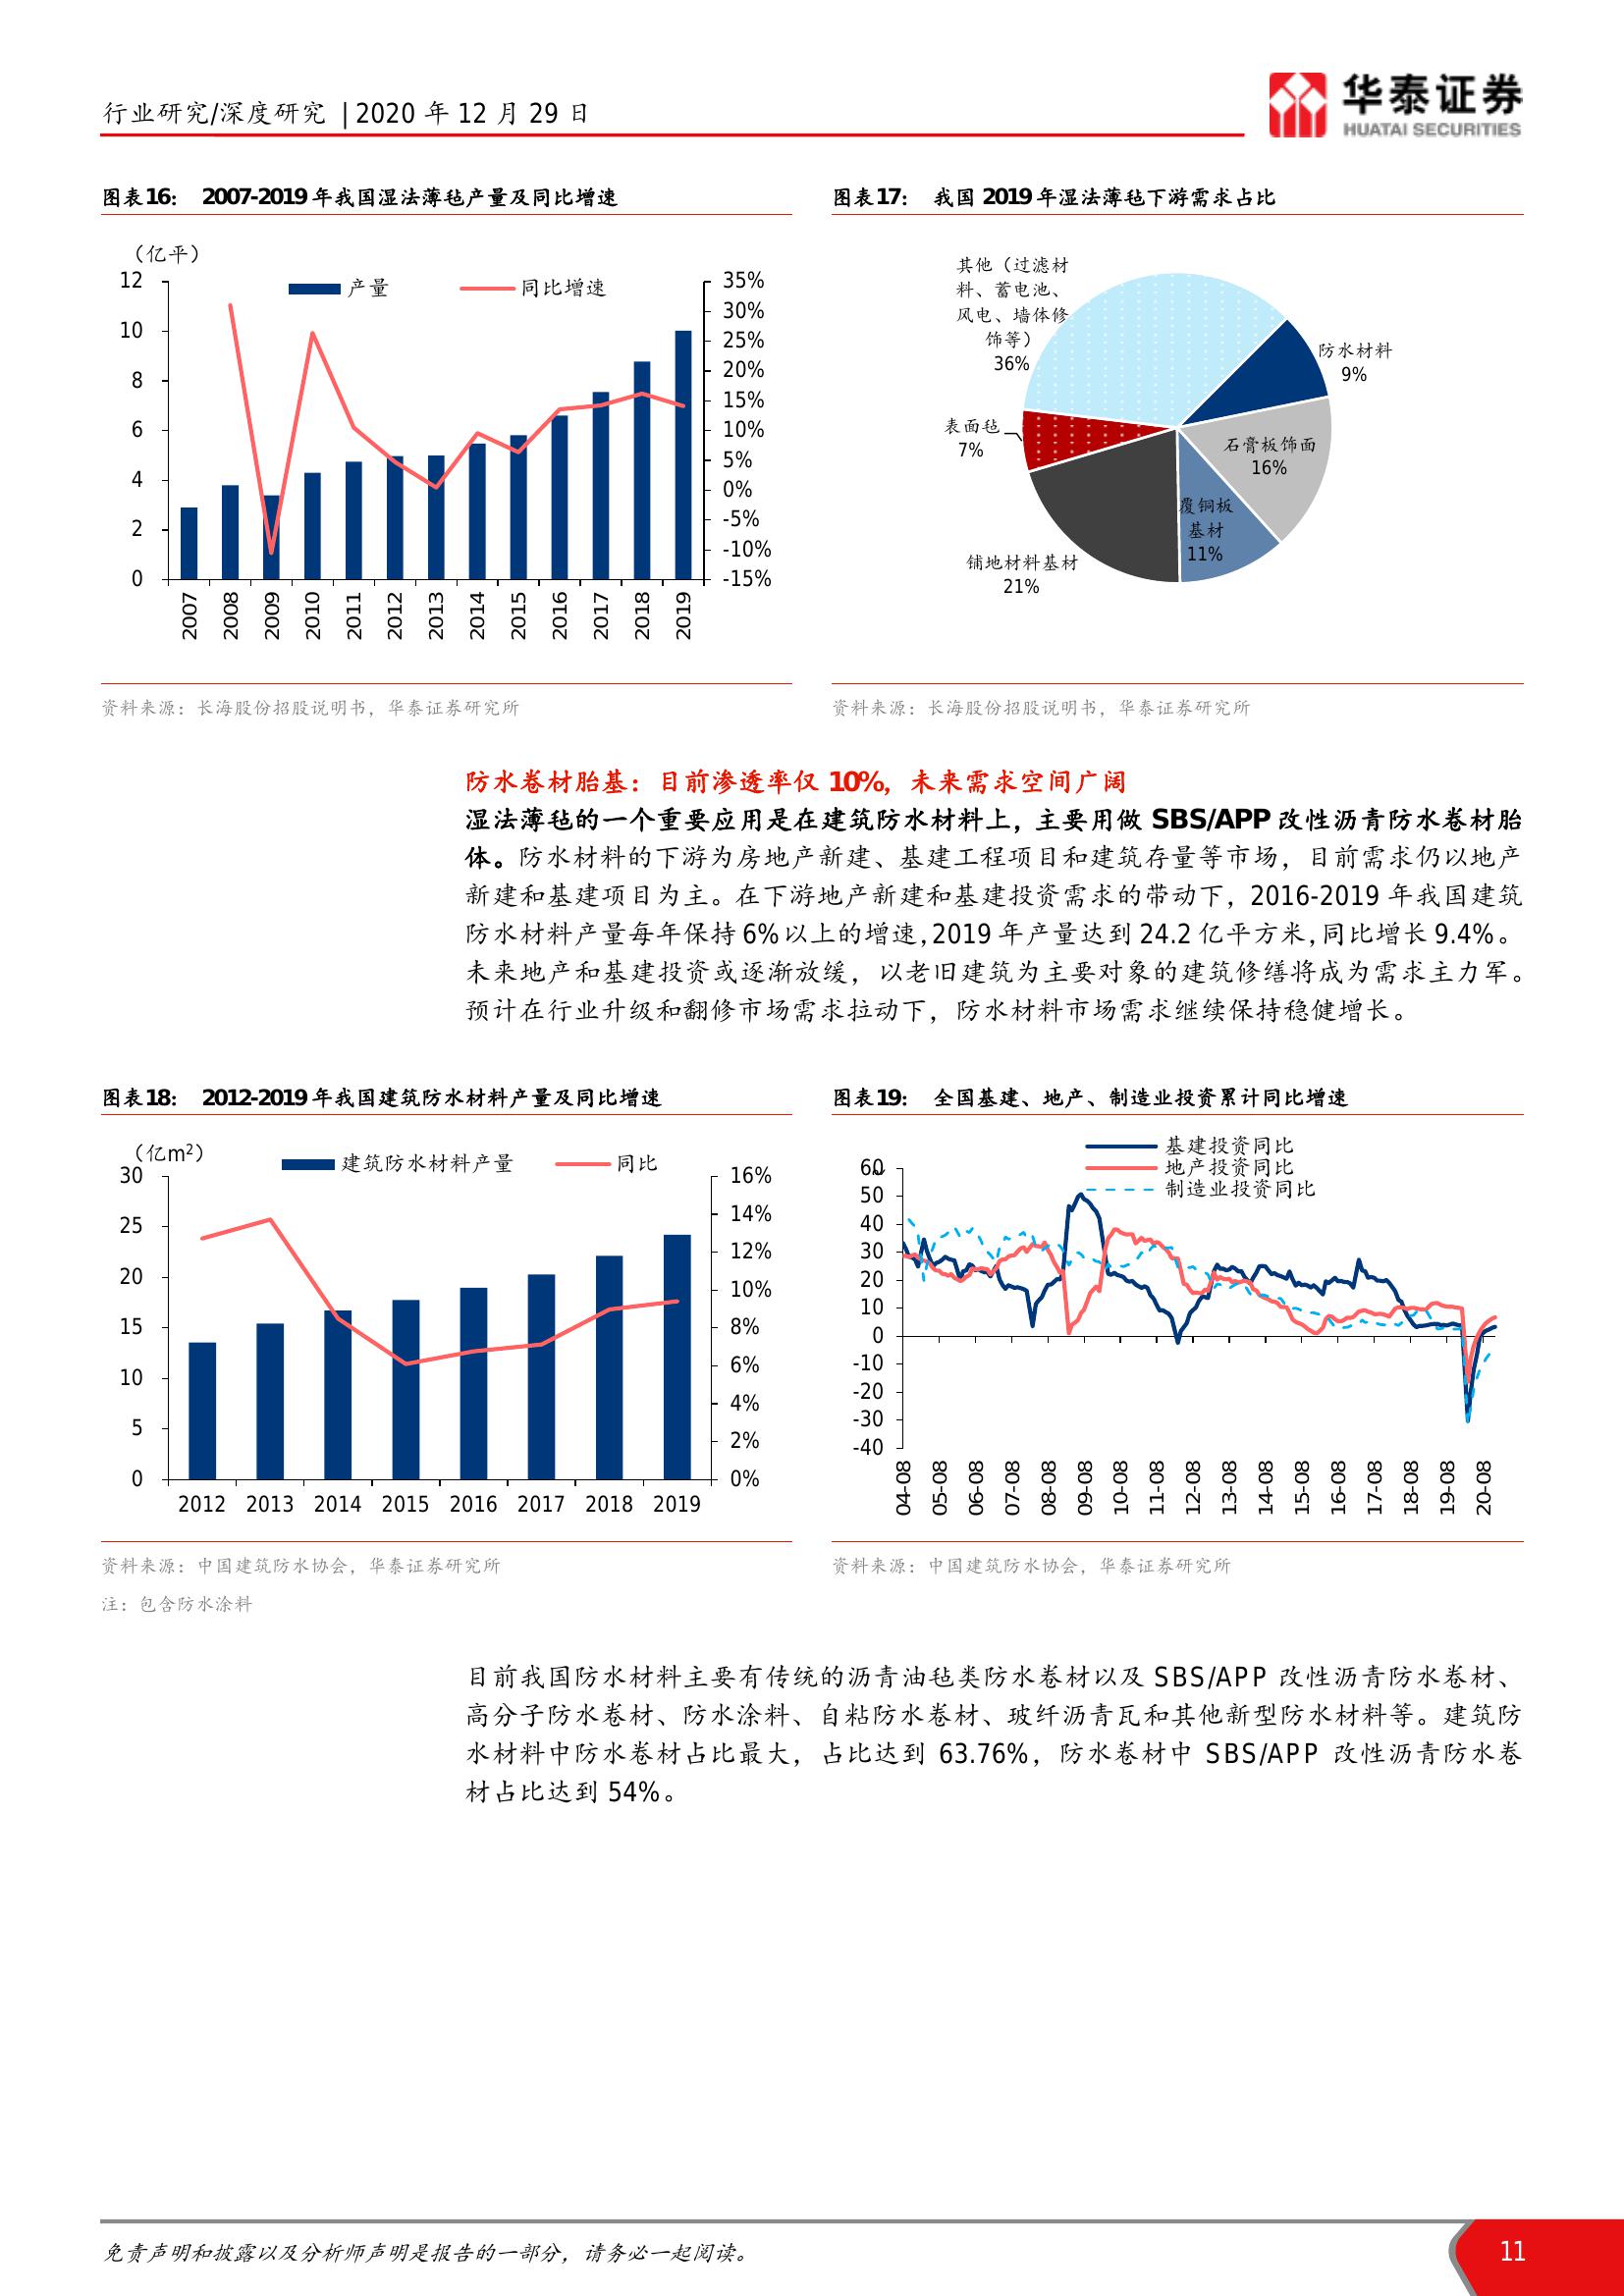 行业研究/深度研究 | 2020 年 12 月 29 日
华泰证券
HUATAI SECURITIES
图表16： 2007-2019 年我国湿法薄毡产量及同比增速
（亿平）
产量 同比增速
12
10
8
6
4
2
0
35%
30%
25%
20%
15%
10%
5%
0%
-5%
-10%
-15%
2007 2008 2009 2010 2011 2012 2013 2014 2015 2016 2017 2018 2019
资料来源：长海股份招股说明书，华泰证券研究所
图表17： 我国 2019 年湿法薄毡下游需求占比
其他（过滤材
料、蓄电池、
风电、墙体修
饰等）
36%
防水材料
9%
石膏板饰面
16%
覆铜板
基材
11%
铺地材料基材
21%
表面毡
7%
资料来源：长海股份招股说明书，华泰证券研究所
防水卷材胎基：目前渗透率仅 10%，未来需求空间广阔
湿法薄毡的一个重要应用是在建筑防水材料上，主要用做 SBS/APP 改性沥青防水卷材胎
体。防水材料的下游为房地产新建、基建工程项目和建筑存量等市场，目前需求仍以地产
新建和基建项目为主。在下游地产新建和基建投资需求的带动下，2016-2019 年我国建筑
防水材料产量每年保持 6%以上的增速，2019 年产量达到 24.2 亿平方米，同比增长 9.4%。
未来地产和基建投资或逐渐放缓，以老旧建筑为主要对象的建筑修缮将成为需求主力军。
预计在行业升级和翻修市场需求拉动下，防水材料市场需求继续保持稳健增长。
图表18： 2012-2019 年我国建筑防水材料产量及同比增速
（亿m²）
建筑防水材料产量 同比
30
25
20
15
10
5
0
16%
14%
12%
10%
8%
6%
4%
2%
0%
2012 2013 2014 2015 2016 2017 2018 2019
资料来源：中国建筑防水协会，华泰证券研究所
注：包含防水涂料
图表19： 全国基建、地产、制造业投资累计同比增速
基建投资同比
地产投资同比
制造业投资同比
60
50
40
30
20
10
0
-10
-20
-30
-40
04-08 05-08 06-08 07-08 08-08 09-08 10-08 11-08 12-08 13-08 14-08 15-08 16-08 17-08 18-08 19-08 20-08
资料来源：中国建筑防水协会，华泰证券研究所
目前我国防水材料主要有传统的沥青油毡类防水卷材以及 SBS/APP 改性沥青防水卷材、
高分子防水卷材、防水涂料、自粘防水卷材、玻纤沥青瓦和其他新型防水材料等。建筑防
水材料中防水卷材占比最大，占比达到 63.76%，防水卷材中 SBS/APP 改性沥青防水卷
材占比达到 54%。
免责声明和披露以及分析师声明是报告的一部分，请务必一起阅读。
11